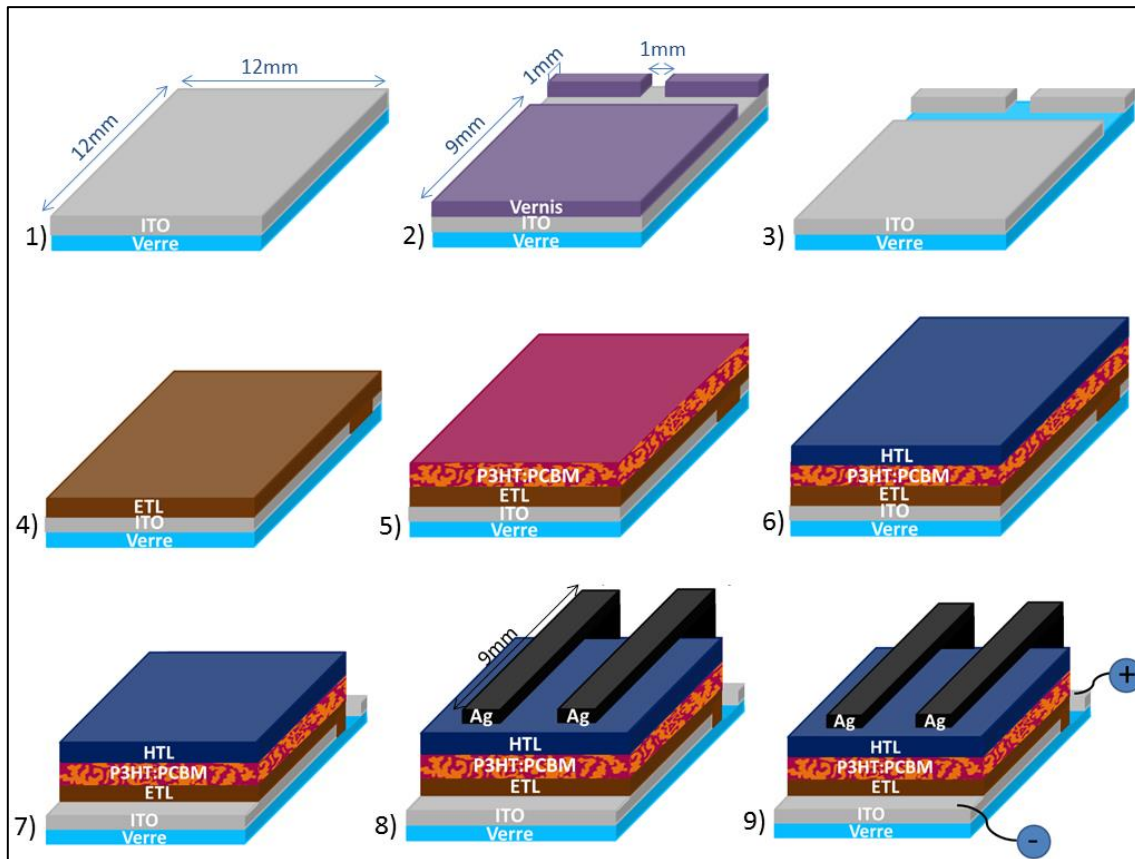 12mm
12mm
ITO
Verre
1)
1mm
1mm
9mm
Vernis
ITO
Verre
2)
ITO
Verre
3)
ETL
ITO
Verre
4)
P3HT:PCBM
ETL
ITO
Verre
5)
HTL
P3HT:PCBM
ETL
ITO
Verre
6)
HTL
P3HT:PCBM
ETL
ITO
Verre
7)
9mm
Ag Ag
HTL
P3HT:PCBM
ETL
ITO
Verre
8)
+
Ag Ag
HTL
P3HT:PCBM
ETL
ITO
Verre
9)
-